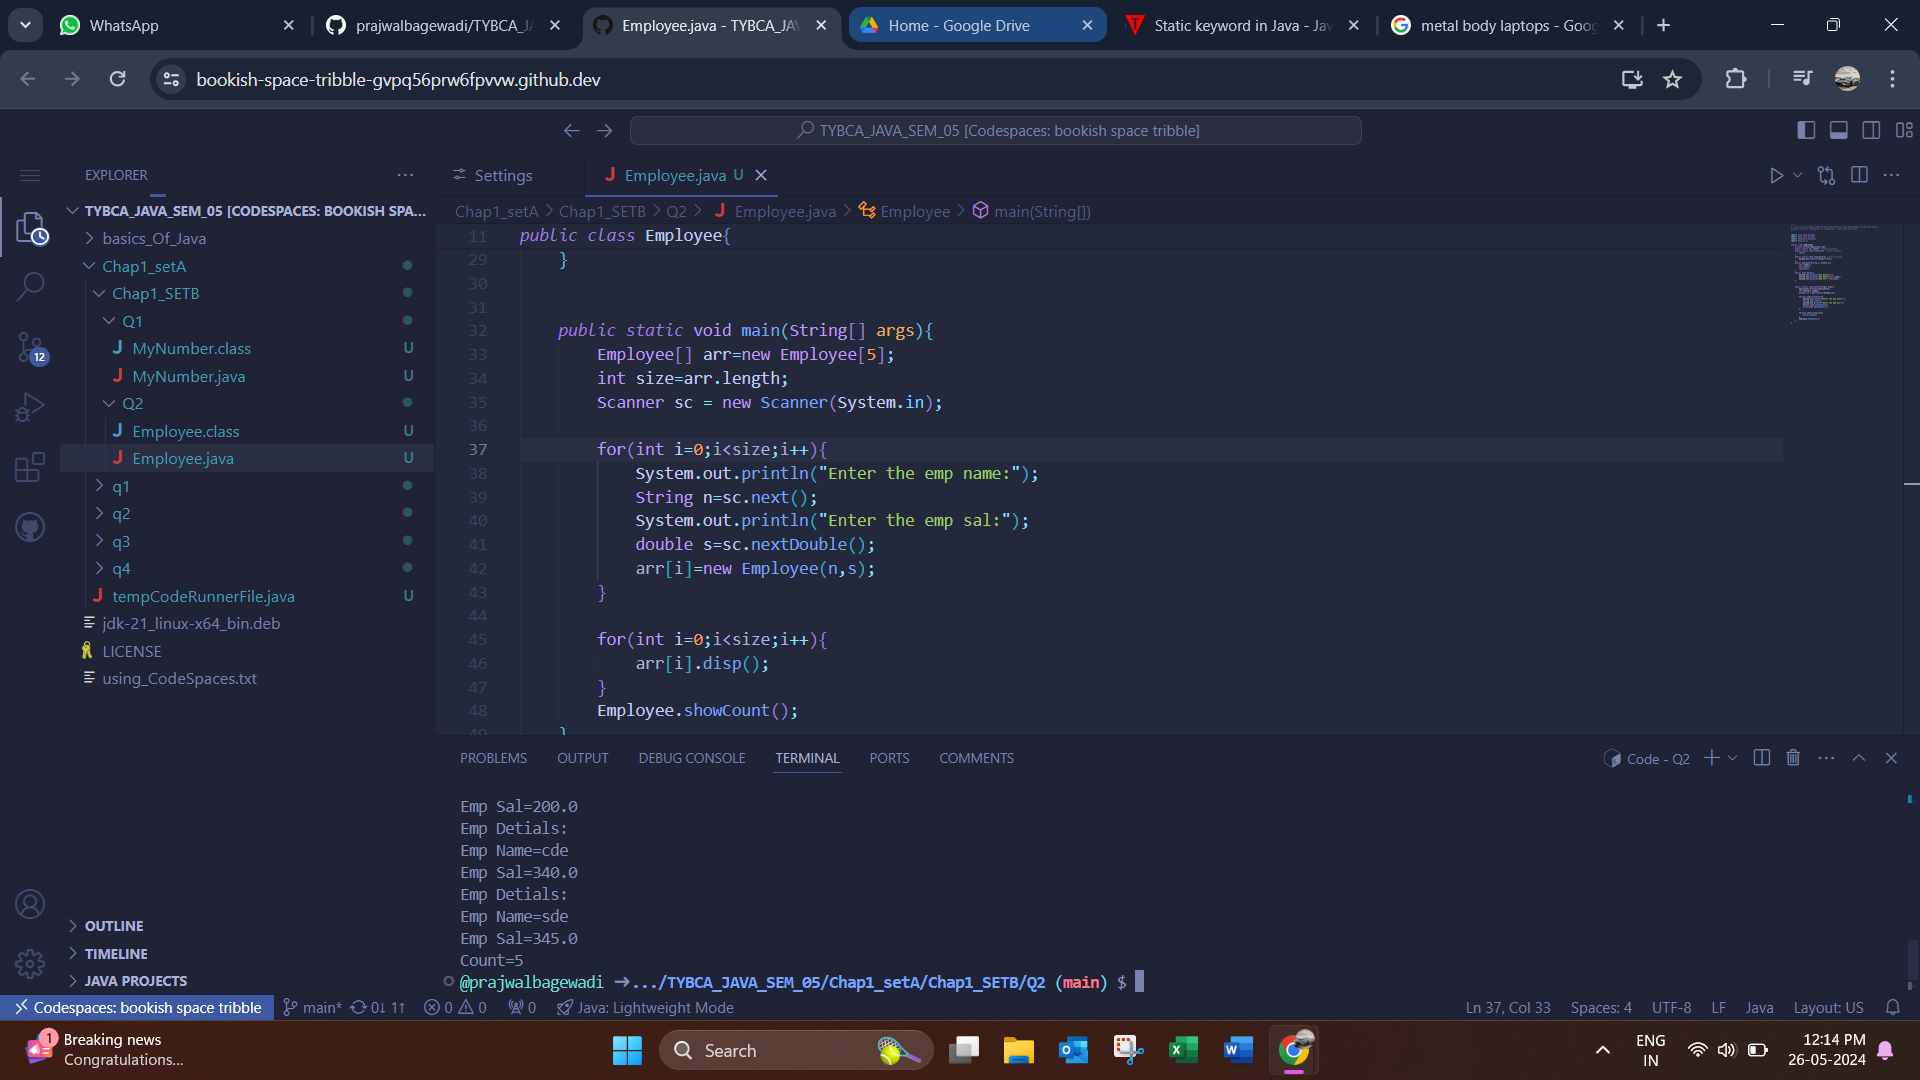 WhatsApp
prajwalbagewadi/TYBCA_J
Employee.java - TYBCA_JA
Home - Google Drive
Static keyword in Java - Jav
metal body laptops - Goog
bookish-space-tribble-gvpq56prw6fpvvw.github.dev
TYBCA_JAVA_SEM_05 [Codespaces: bookish space tribble]
EXPLORER
TYBCA_JAVA_SEM_05 [CODESPACES: BOOKISH SPA...
basics_Of_Java
Chap1_setA
Chap1_SETB
Q1
MyNumber.class U
MyNumber.java U
Q2
Employee.class U
Employee.java U
q1
q2
q3
q4
tempCodeRunnerFile.java U
jdk-21_linux-x64_bin.deb
LICENSE
using_CodeSpaces.txt
12
OUTLINE
TIMELINE
JAVA PROJECTS
Settings
Employee.java U
Chap1_setA > Chap1_SETB > Q2 > Employee.java > Employee > main(String[])
11 public class Employee{
29 }
30
31
32 public static void main(String[] args){
33 Employee[] arr=new Employee[5];
34 int size=arr.length;
35 Scanner sc = new Scanner(System.in);
36
37 for(int i=0;i<size;i++){
38 System.out.println("Enter the emp name:");
39 String n=sc.next();
40 System.out.println("Enter the emp sal:");
41 double s=sc.nextDouble();
42 arr[i]=new Employee(n,s);
43 }
44
45 for(int i=0;i<size;i++){
46 arr[i].disp();
47 }
48 Employee.showCount();
49 }
PROBLEMS OUTPUT DEBUG CONSOLE TERMINAL PORTS COMMENTS
Code - Q2
Emp Sal=200.0
Emp Detials:
Emp Name=cde
Emp Sal=340.0
Emp Detials:
Emp Name=sde
Emp Sal=345.0
Count=5
@prajwalbagewadi →.../TYBCA_JAVA_SEM_05/Chap1_setA/Chap1_SETB/Q2 (main) $
Codespaces: bookish space tribble main* 0↓ 1↑ 0 0 0 Java: Lightweight Mode
Ln 37, Col 33 Spaces: 4 UTF-8 LF Java Layout: US
1
Breaking news
Congratulations...
Search
ENG
IN
12:14 PM
26-05-2024